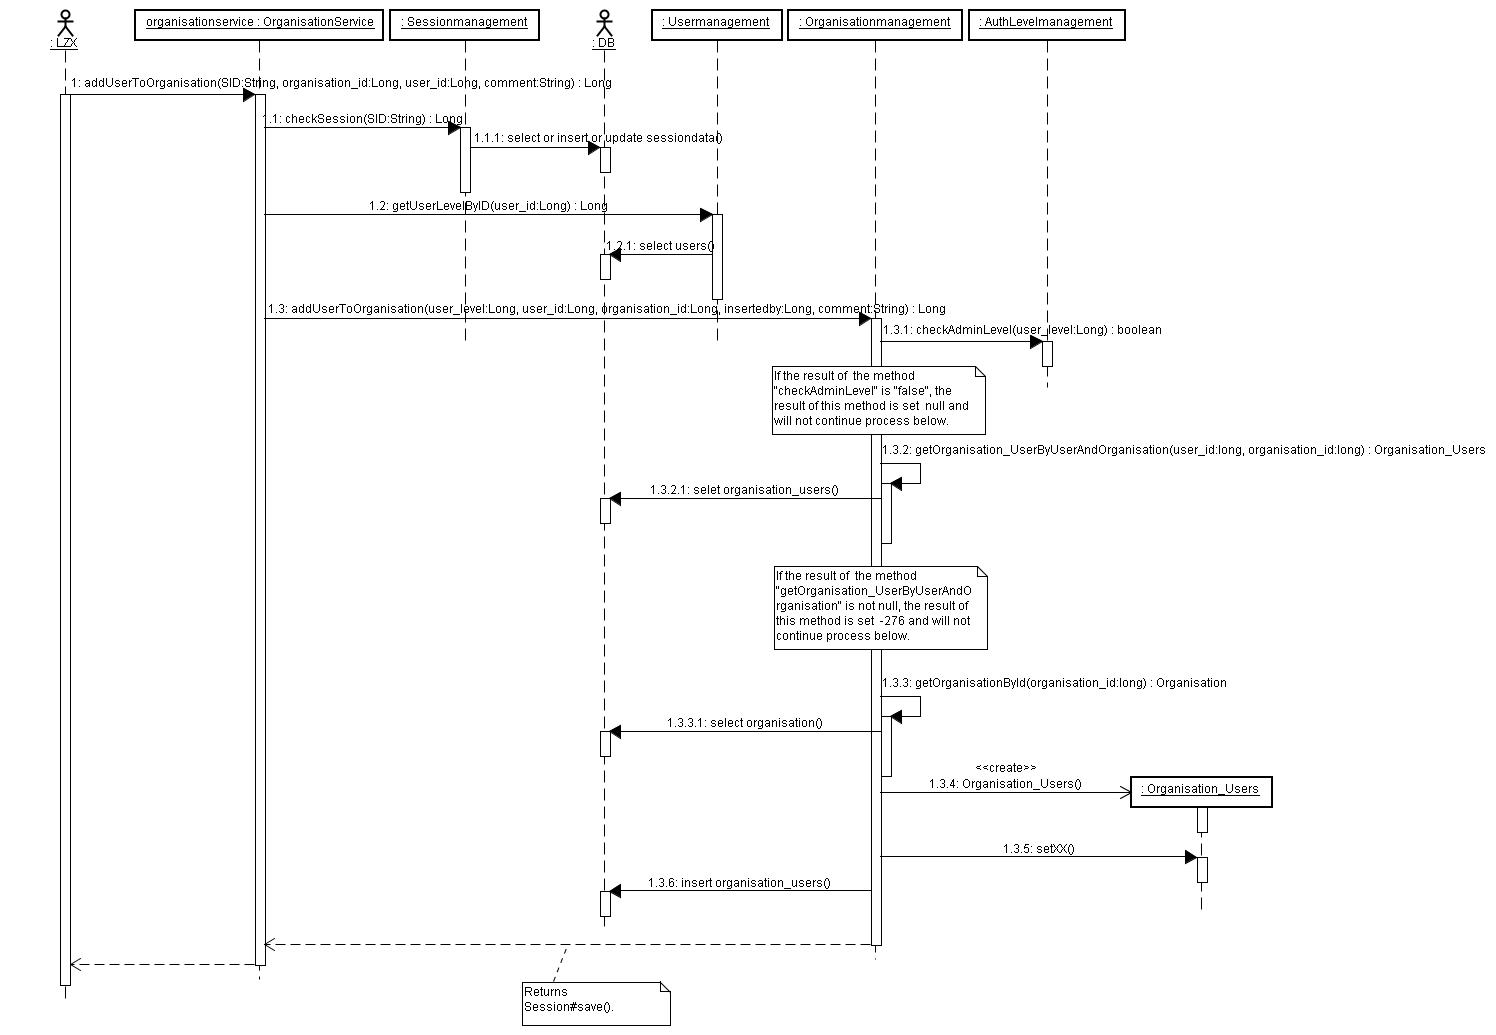 organisationservice : OrganisationService
: Sessionmanagement
: Usermanagement
: Organisationmanagement
: AuthLevelmanagement
: LZX
: DB
1: addUserToOrganisation(SID:String, organisation_id:Long, user_id:Long, comment:String) : Long
1.1: checkSession(SID:String) : Long
1.1.1: select or insert or update sessiondata()
1.2: getUserLevelByID(user_id:Long) : Long
1.2.1: select users()
1.3: addUserToOrganisation(user_level:Long, user_id:Long, organisation_id:Long, insertedby:Long, comment:String) : Long
1.3.1: checkAdminLevel(user_level:Long) : boolean
If the result of the method
"checkAdminLevel" is "false", the
result of this method is set null and
will not continue process below.
1.3.2: getOrganisation_UserByUserAndOrganisation(user_id:long, organisation_id:long) : Organisation_Users
1.3.2.1: selet organisation_users()
If the result of the method
"getOrganisation_UserByUserAndO
rganisation" is not null, the result of
this method is set -276 and will not
continue process below.
1.3.3: getOrganisationById(organisation_id:long) : Organisation
1.3.3.1: select organisation()
<<create>>
1.3.4: Organisation_Users()
: Organisation_Users
1.3.5: setXX()
1.3.6: insert organisation_users()
Returns
Session#save().